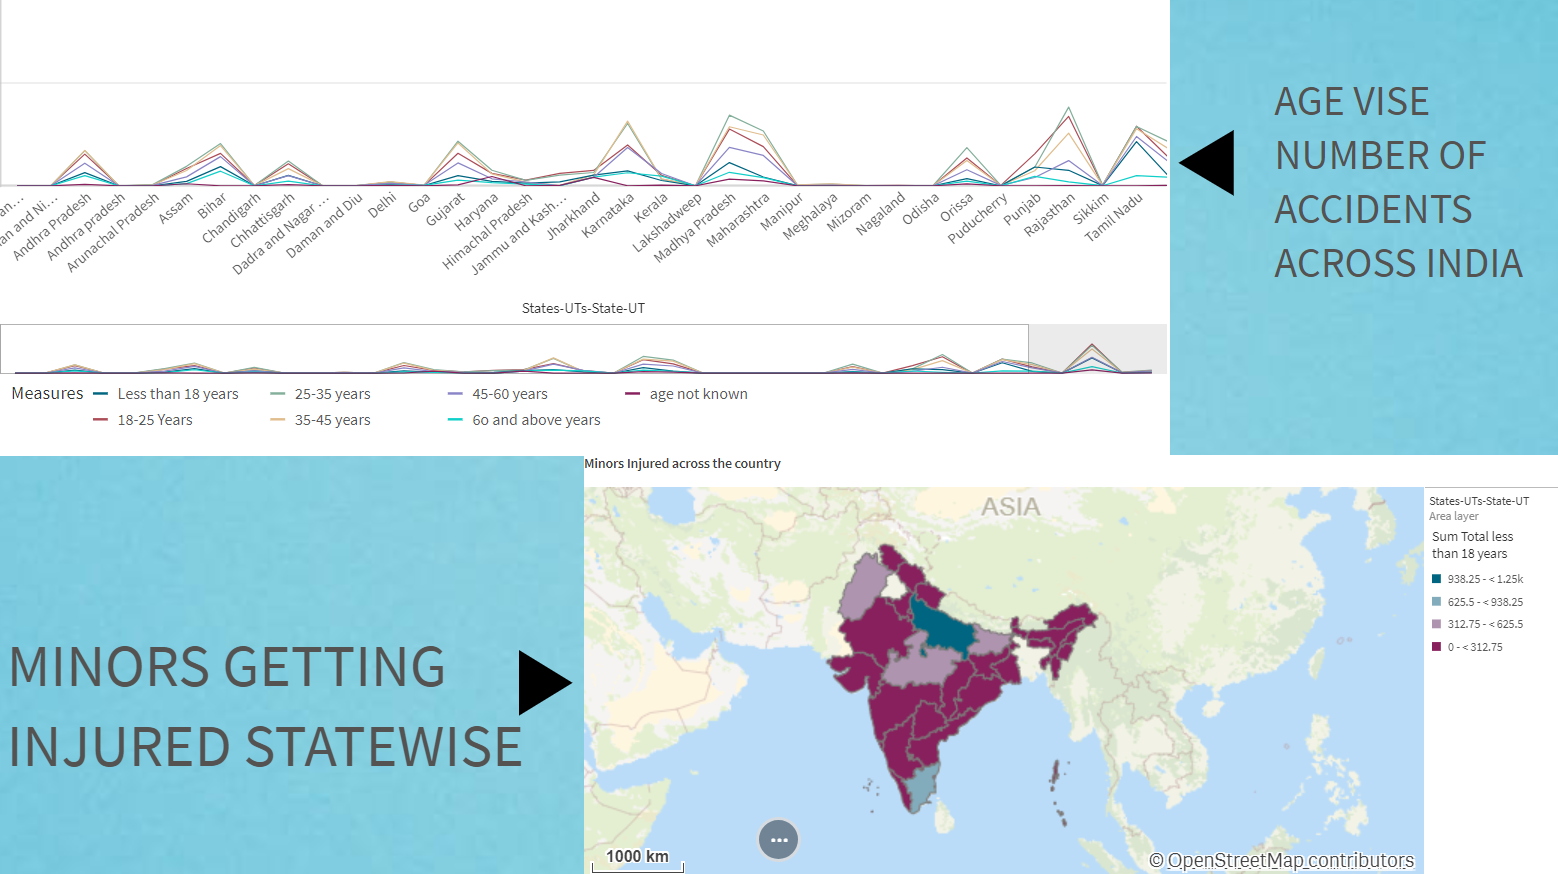 an...
an and Ni...
Andhra Pradesh
Andhra pradesh
Arunachal Pradesh
Assam
Bihar
Chandigarh
Chhattisgarh
Dadra and Nagar ...
Daman and Diu
Delhi
Goa
Gujarat
Haryana
Himachal Pradesh
Jammu and Kash...
Jharkhand
Karnataka
Kerala
Lakshadweep
Madhya Pradesh
Maharashtra
Manipur
Meghalaya
Mizoram
Nagaland
Odisha
Orissa
Puducherry
Punjab
Rajasthan
Sikkim
Tamil Nadu
States-UTs-State-UT
Measures
Less than 18 years
25-35 years
45-60 years
age not known
18-25 Years
35-45 years
6o and above years
AGE VISE
NUMBER OF
ACCIDENTS
ACROSS INDIA
MINORS GETTING
INJURED STATEWISE
Minors Injured across the country
ASIA
1000 km
© OpenStreetMap contributors
States-UTs-State-UT
Area layer
Sum Total less
than 18 years
938.25 - < 1.25k
625.5 - < 938.25
312.75 - < 625.5
0 - < 312.75